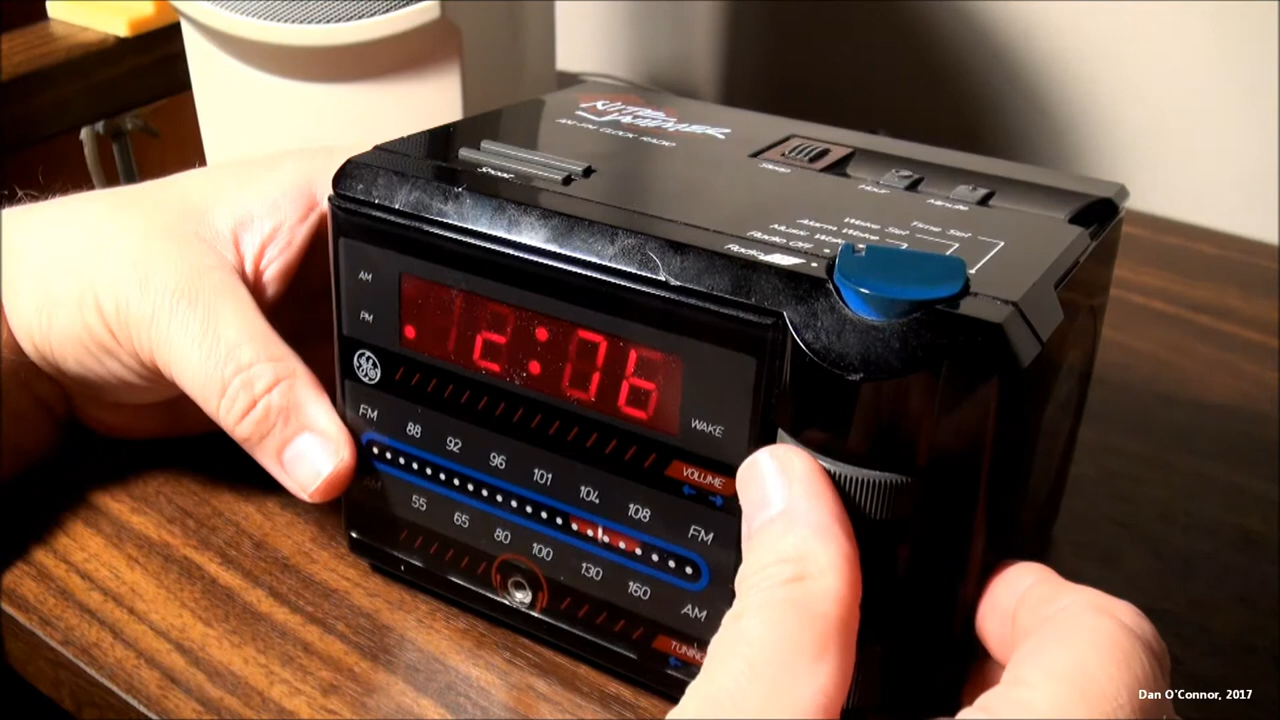 AM-FM CLOCK RADIO
Snooze
Sleep
Hour
Minute
Time Set
Wake Set
Alarm Wake
Music Wake
Radio Off
Radio
AM
PM
12:06
WAKE
GE
VOLUME
FM 88 92 96 101 104 108 FM
AM 55 65 80 100 130 160 AM
TUNING
Dan O'Connor, 2017